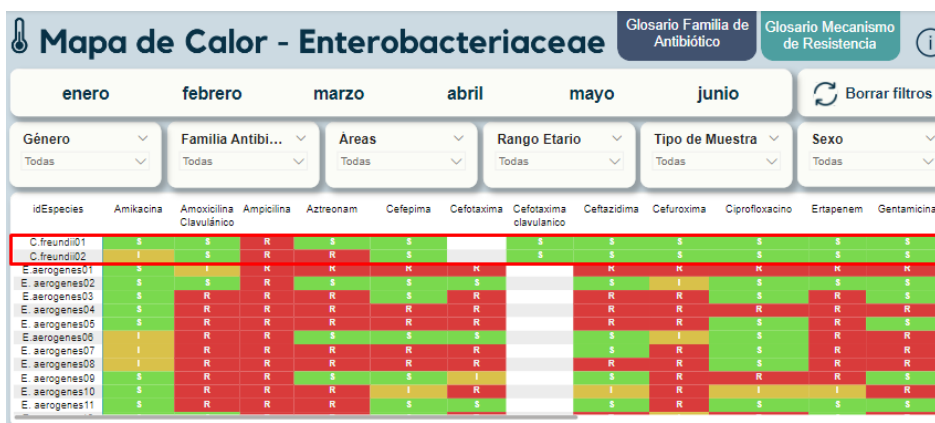 Mapa de Calor - Enterobacteriaceae
Glosario Familia de
Antibiótico
Glosario Mecanismo
de Resistencia
i
enero febrero marzo abril mayo junio Borrar filtros
Género Familia Antibi... Áreas Rango Etario Tipo de Muestra Sexo
Todas Todas Todas Todas Todas Todas
idEspecies Amikacina Amoxicilina Ampicilina Aztreonam Cefepima Cefotaxima Cefotaxima Ceftazidima Cefuroxima Ciprofloxacino Ertapenem Gentamicina
Clavulánico clavulanico
C.freundii01 S S R S S S S S S S S
C.freundii02 I S R R S S S S S S S
E.aerogenes01 S I R R R R R R R R R
E. aerogenes02 S S R S S S S I S S S
E.aerogenes03 S R R R S R R R S R S
E. aerogenes04 S R R R R R R R R R R
E. aerogenes05 S R R R R R R R S R S
E.aerogenes06 I R R S S S S I S R R
E. aerogenes07 I R R R R R S R S R R
E. aerogenes08 I R R R R R R R S R R
E. aerogenes09 S R R S S I S R R R S
E. aerogenes10 S R R R I R I R I I R
E. aerogenes11 S R R R S S S R S S S